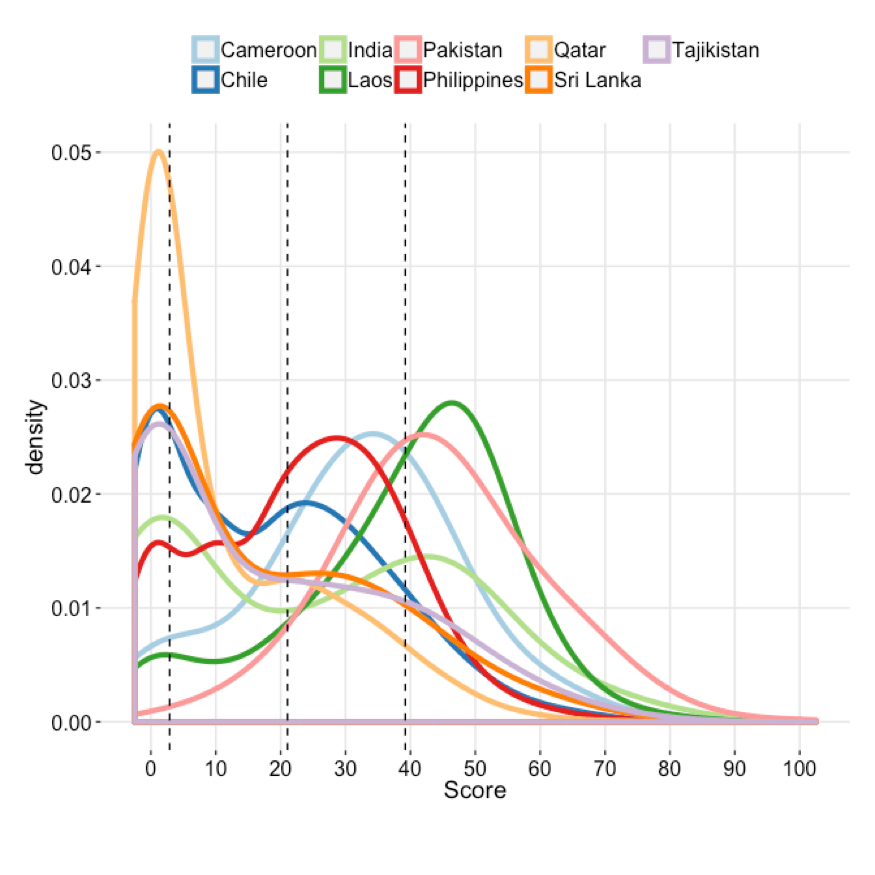 Cameroon India Pakistan Qatar Tajikistan
Chile Laos Philippines Sri Lanka
0.05
0.04
0.03
0.02
0.01
0.00
density
0 10 20 30 40 50 60 70 80 90 100
Score